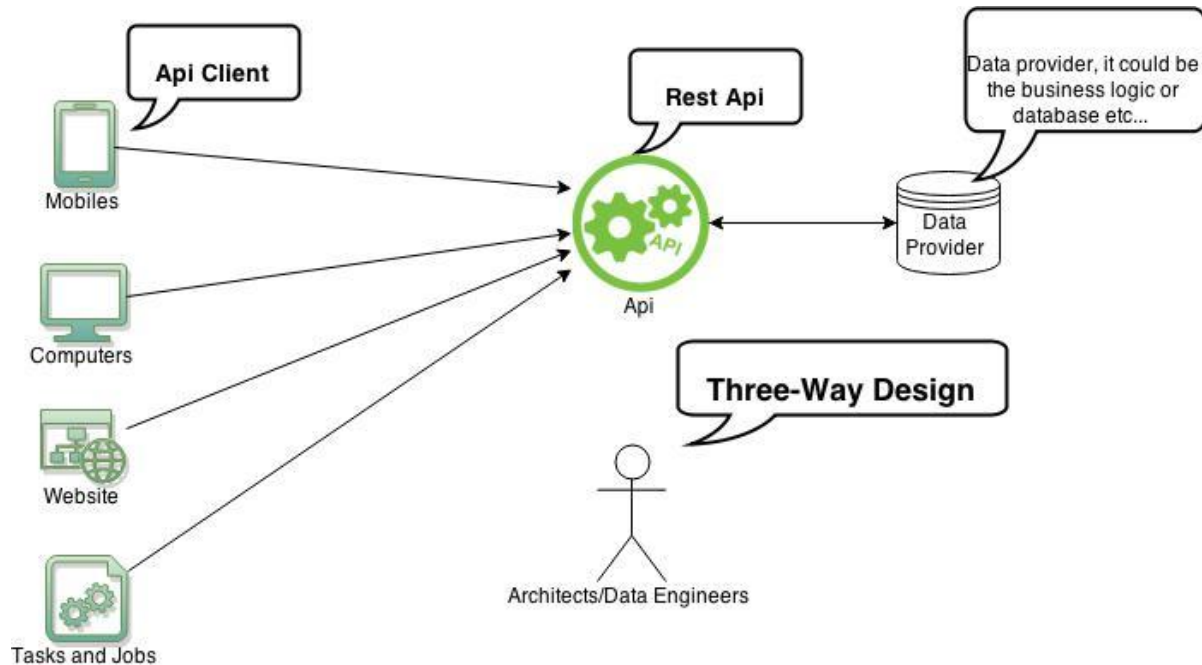 Api Client
Mobiles
Computers
Website
Tasks and Jobs
Rest Api
API
Api
Data provider, it could be
the business logic or
database etc...
Data
Provider
Three-Way Design
Architects/Data Engineers